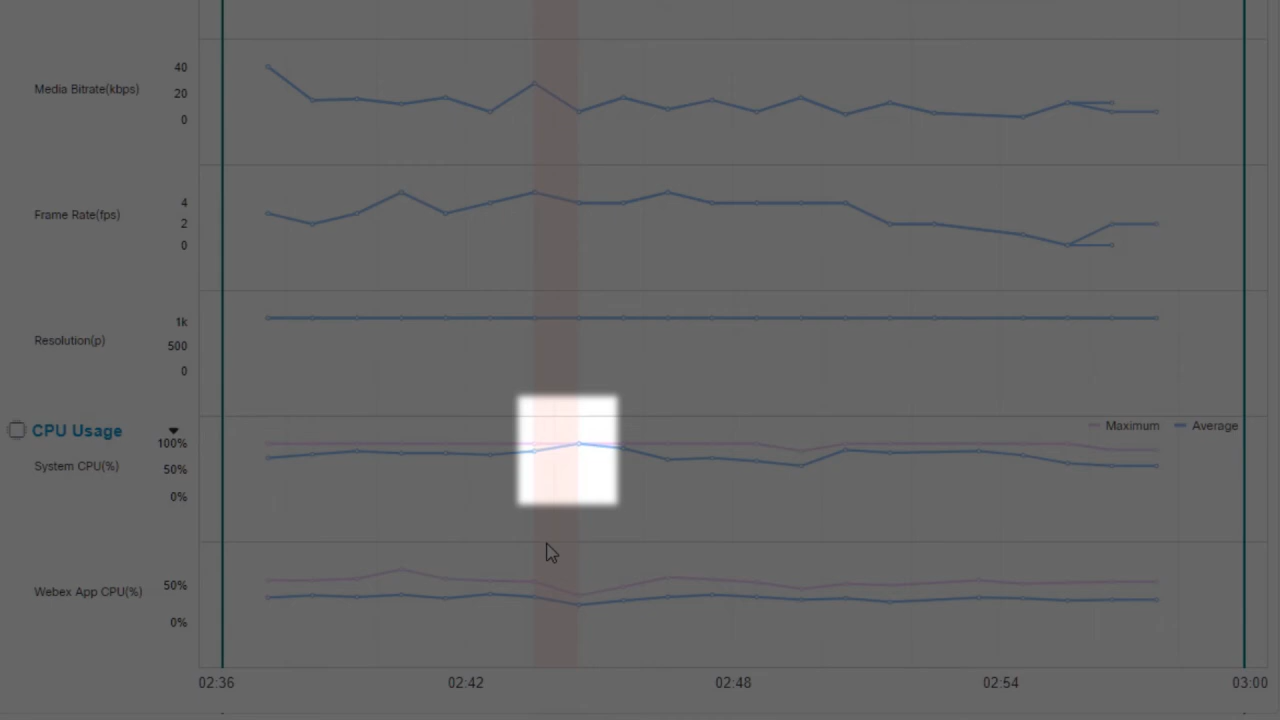 Media Bitrate(kbps)
40
20
0
Frame Rate(fps)
4
2
0
Resolution(p)
1k
500
0
CPU Usage
Maximum Average
System CPU(%)
100%
50%
0%
Webex App CPU(%)
50%
0%
02:36 02:42 02:48 02:54 03:00